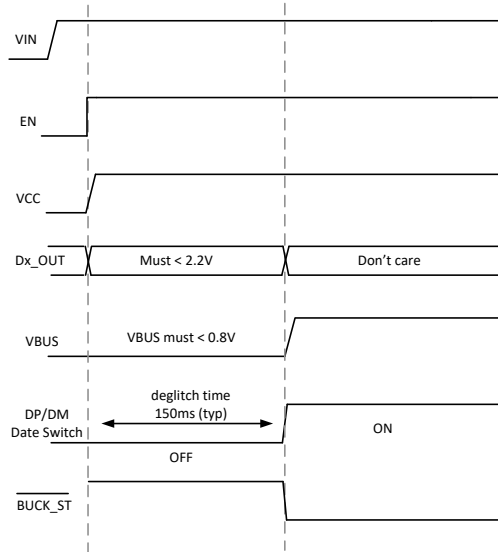 VIN
EN
VCC
Dx_OUT
Must < 2.2V
Don't care
VBUS
VBUS must < 0.8V
deglitch time
150ms (typ)
DP/DM
Date Switch
ON
OFF
BUCK_ST